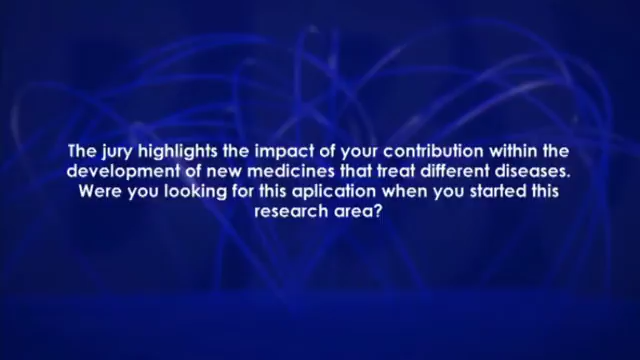 The jury highlights the impact of your contribution within the
development of new medicines that treat different diseases.
Were you looking for this aplication when you started this
research area?